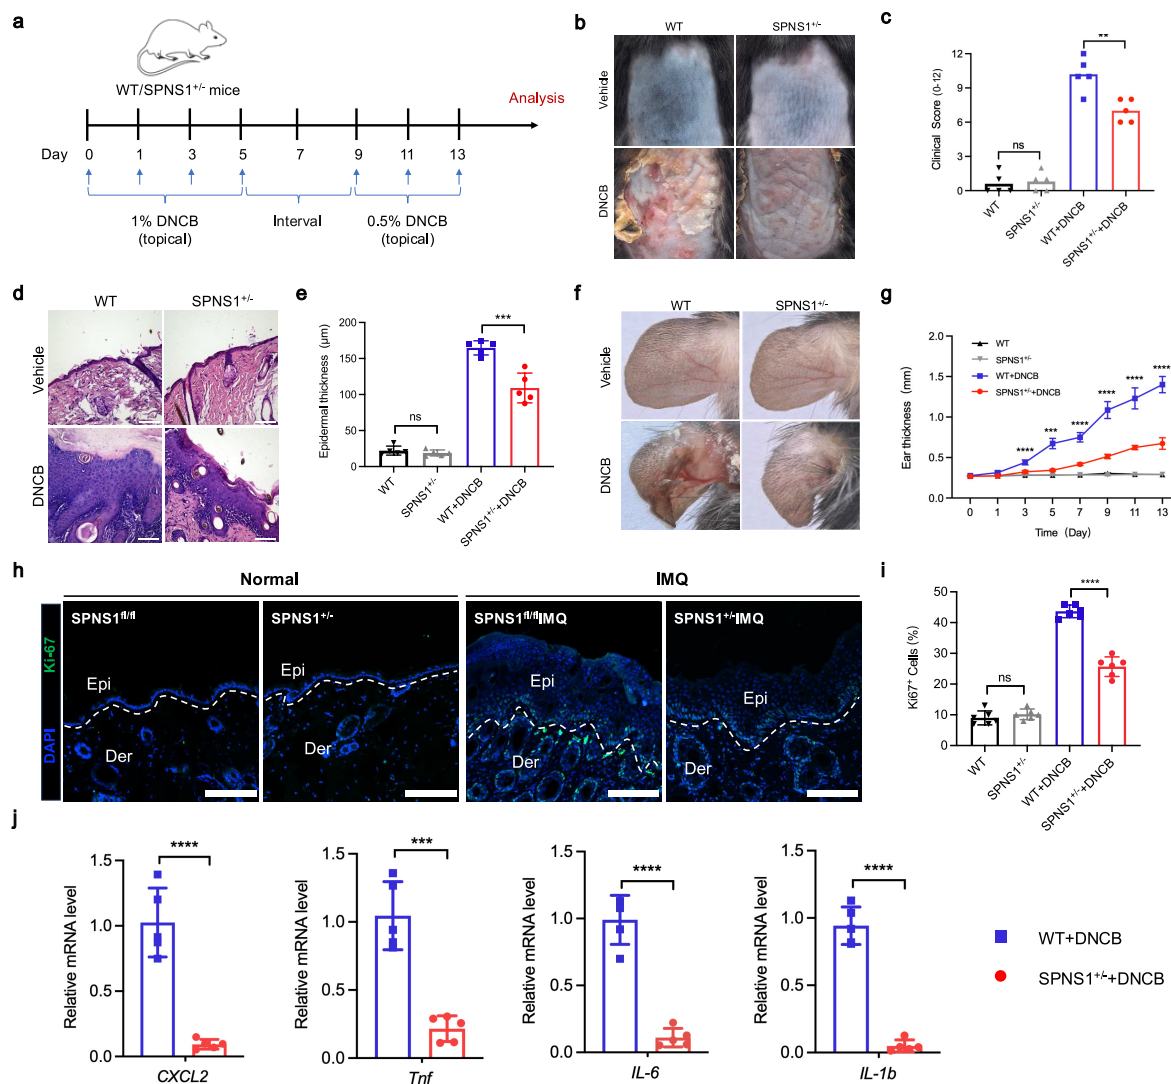 a
WT/SPNS1+/- mice
Analysis
Day
0 1 3 5 7 9 11 13
1% DNCB
(topical)
Interval
0.5% DNCB
(topical)
b
WT SPNS1+/-
Vehicle
DNCB
c
Clinical Score (0-12)
12
9
6
3
0
ns
**
WT
SPNS1+/-
WT+DNCB
SPNS1+/-+DNCB
d
WT SPNS1+/-
Vehicle
DNCB
e
Epidermal thickness (μm)
200
150
100
50
0
ns
***
WT
SPNS1+/-
WT+DNCB
SPNS1+/-+DNCB
f
WT SPNS1+/-
Vehicle
DNCB
g
Ear thickness (mm)
2.0
1.5
1.0
0.5
0.0
WT
SPNS1+/-
WT+DNCB
SPNS1+/-+DNCB
**** *** **** **** **** ****
0 1 3 5 7 9 11 13
Time (Day)
h
Normal IMQ
Ki-67
DAPI
SPNS1fl/fl
Epi
Der
SPNS1+/-
Epi
Der
SPNS1fl/flIMQ
Epi
Der
SPNS1+/-IMQ
Epi
Der
i
Ki67+ Cells (%)
50
40
30
20
10
0
ns
****
WT
SPNS1+/-
WT+DNCB
SPNS1+/-+DNCB
j
Relative mRNA level
1.5
1.0
0.5
0.0
****
CXCL2
Relative mRNA level
1.5
1.0
0.5
0.0
***
Tnf
Relative mRNA level
1.5
1.0
0.5
0.0
****
IL-6
Relative mRNA level
1.5
1.0
0.5
0.0
****
IL-1b
WT+DNCB
SPNS1+/-+DNCB